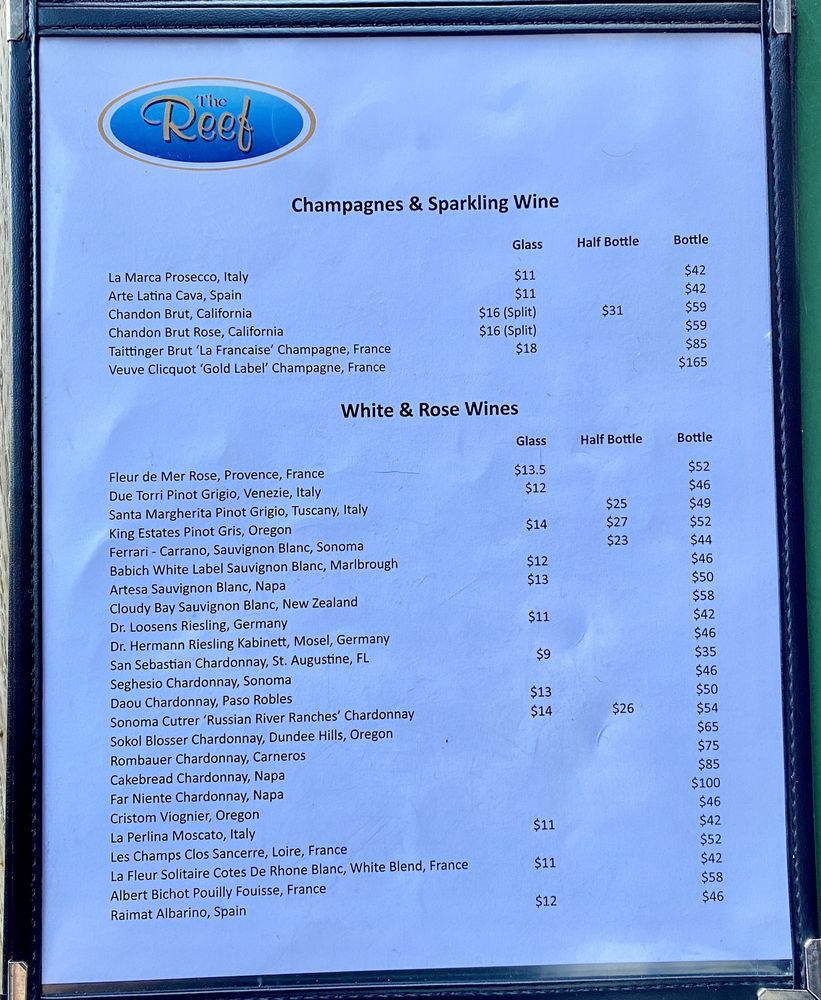 The
Reef
Champagnes & Sparkling Wine
Glass Half Bottle Bottle
La Marca Prosecco, Italy $11 $42
Arte Latina Cava, Spain $11 $42
Chandon Brut, California $16 (Split) $31 $59
Chandon Brut Rose, California $16 (Split) $59
Taittinger Brut ‘La Francaise’ Champagne, France $18 $85
Veuve Clicquot ‘Gold Label’ Champagne, France $165
White & Rose Wines
Glass Half Bottle Bottle
Fleur de Mer Rose, Provence, France $13.5 $52
Due Torri Pinot Grigio, Venezie, Italy $12 $46
Santa Margherita Pinot Grigio, Tuscany, Italy $25 $49
King Estates Pinot Gris, Oregon $14 $27 $52
Ferrari - Carrano, Sauvignon Blanc, Sonoma $23 $44
Babich White Label Sauvignon Blanc, Marlbrough $12 $46
Artesa Sauvignon Blanc, Napa $13 $50
Cloudy Bay Sauvignon Blanc, New Zealand $58
Dr. Loosens Riesling, Germany $11 $42
Dr. Hermann Riesling Kabinett, Mosel, Germany $46
San Sebastian Chardonnay, St. Augustine, FL $9 $35
Seghesio Chardonnay, Sonoma $46
Daou Chardonnay, Paso Robles $13 $50
Sonoma Cutrer ‘Russian River Ranches’ Chardonnay $14 $26 $54
Sokol Blosser Chardonnay, Dundee Hills, Oregon $65
Rombauer Chardonnay, Carneros $75
Cakebread Chardonnay, Napa $85
Far Niente Chardonnay, Napa $100
Cristom Viognier, Oregon $46
La Perlina Moscato, Italy $11 $42
Les Champs Clos Sancerre, Loire, France $52
La Fleur Solitaire Cotes De Rhone Blanc, White Blend, France $11 $42
Albert Bichot Pouilly Fouisse, France $58
Raimat Albarino, Spain $12 $46